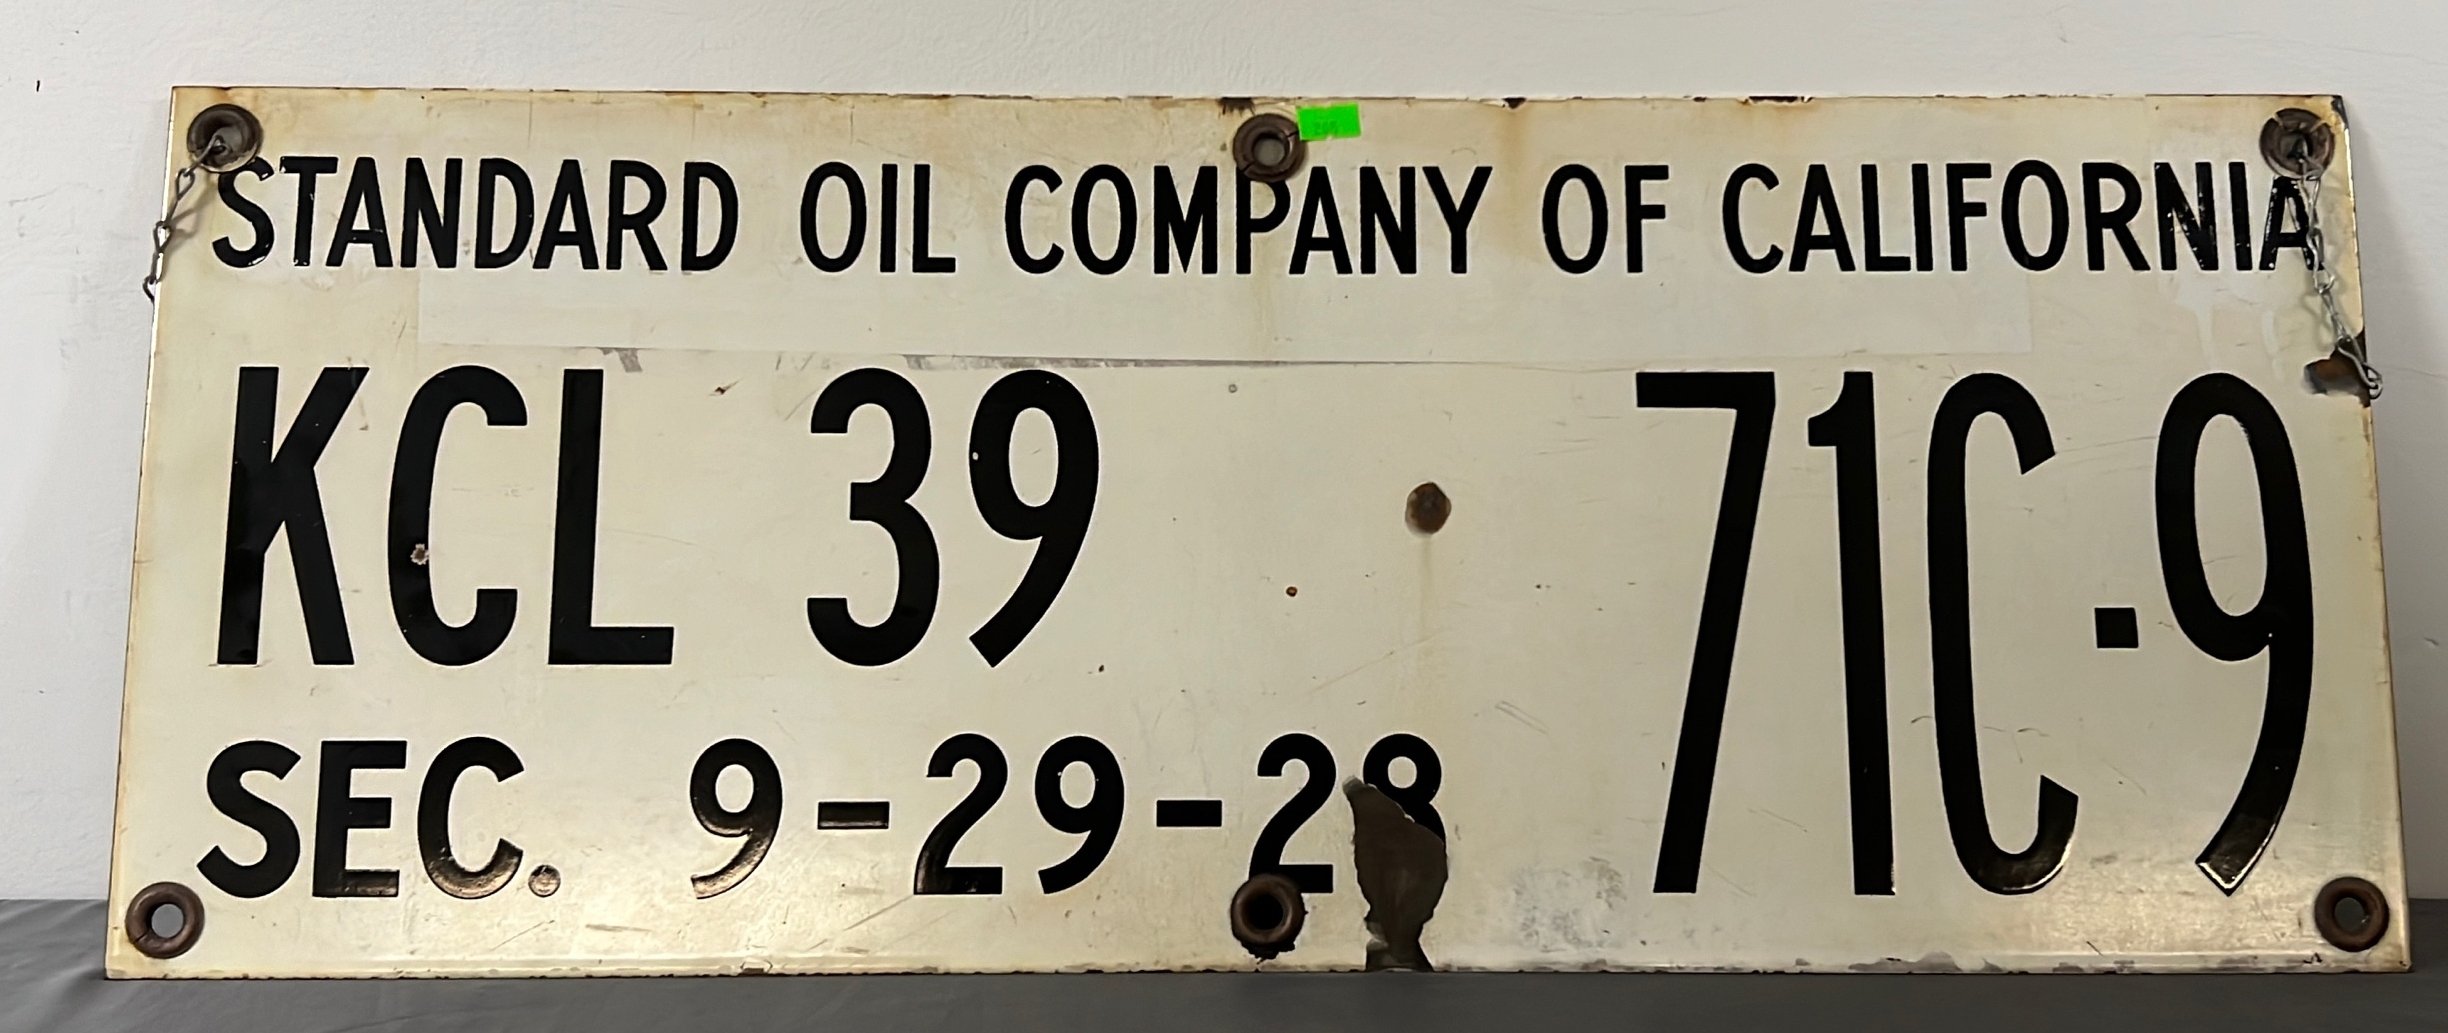 STANDARD OIL COMPANY OF CALIFORNIA
KCL 39 71C-9
SEC. 9-29-28